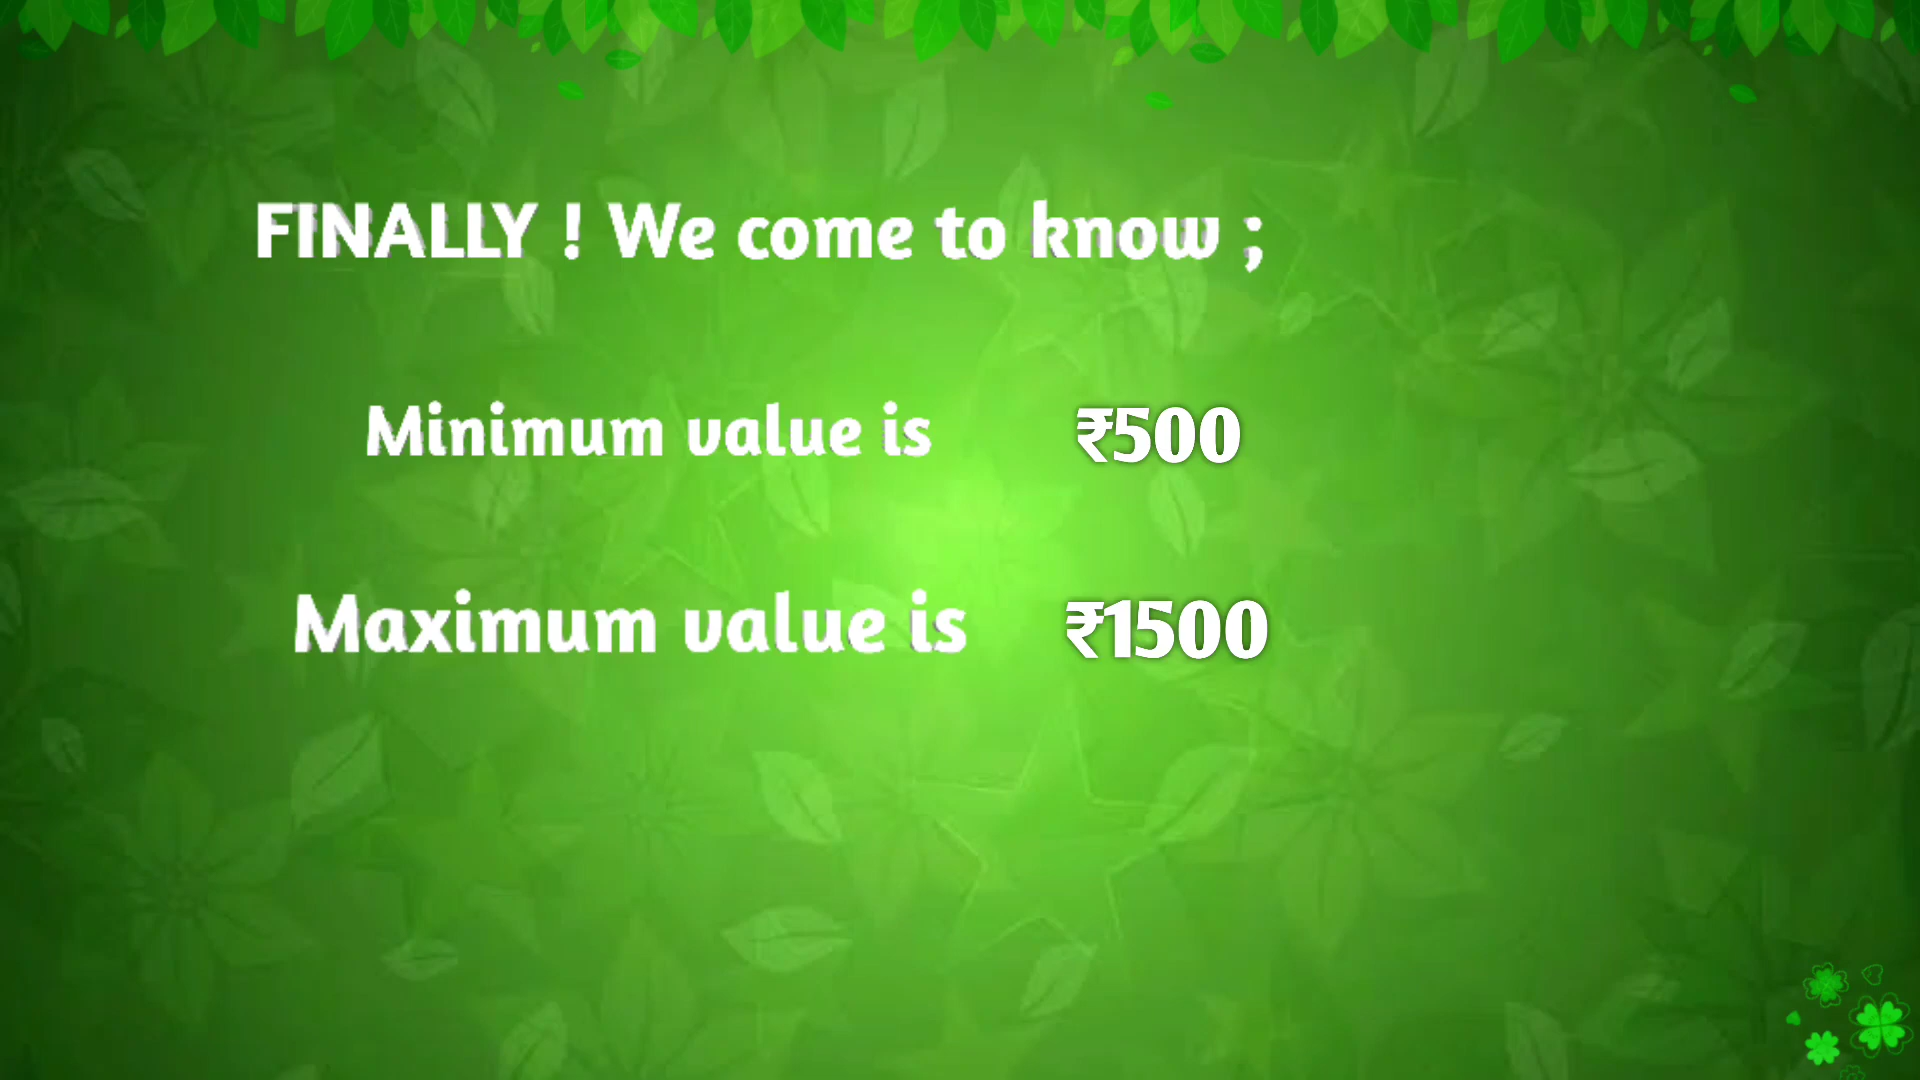 FINALLY ! We come to know ;
Minimum value is ₹500
Maximum value is ₹1500